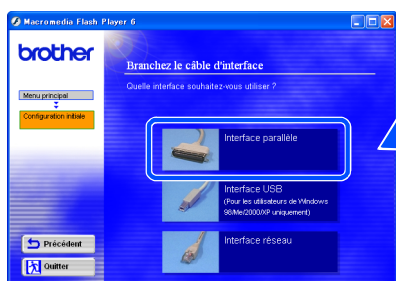 Macromedia Flash Player 6
brother
Branchez le câble d'interface
Quelle interface souhaitez-vous utiliser ?
Menu principal
Configuration initiale
Interface parallèle
Interface USB
(Pour les utilisateurs de Windows
98/Me/2000/XP uniquement)
Interface réseau
Précédent
Quitter